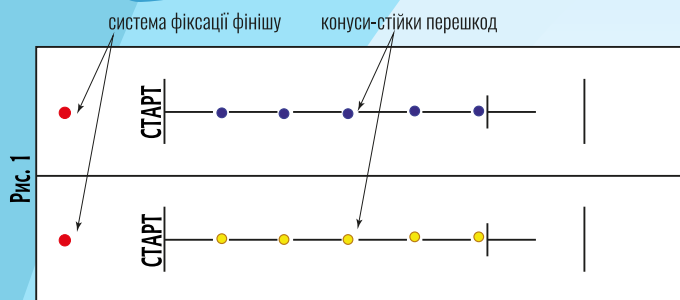 система фіксації фінішу
конуси-стійки перешкод
СТАРТ
Рис. 1
СТАРТ